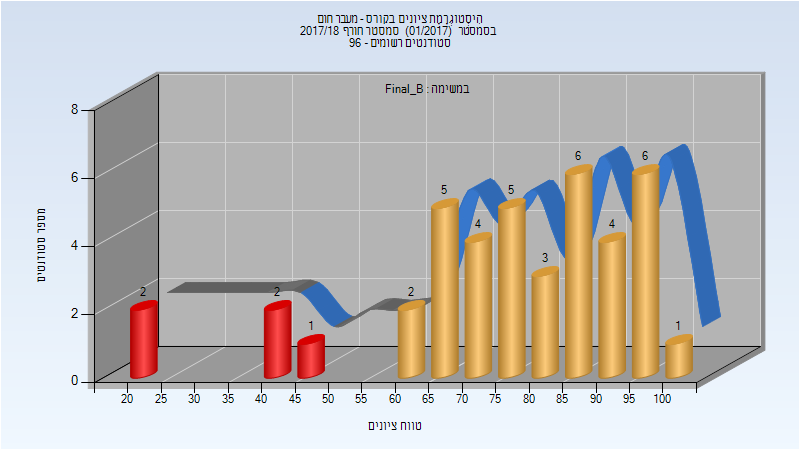 היסטוגרמת ציונים בקורס - מעבר חום
בסמסטר (01/2017) סמסטר חורף 2017/18
סטודנטים רשומים - 96
במשימה : Final_B
מספר סטודנטים
8
6
4
2
0
2
2
1
2
5
4
5
3
6
4
6
1
20 25 30 35 40 45 50 55 60 65 70 75 80 85 90 95 100
טווח ציונים